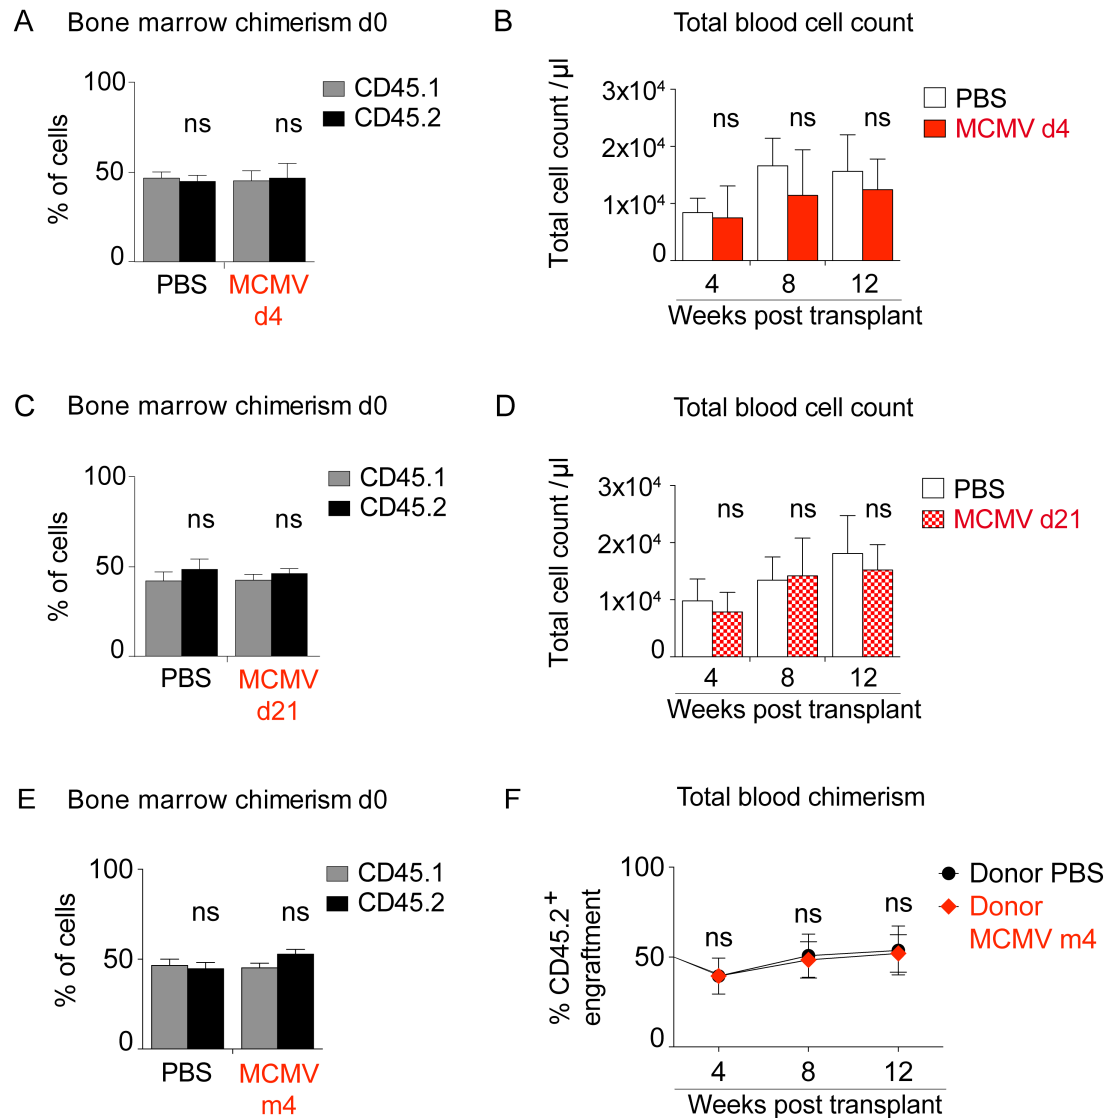 A Bone marrow chimerism d0
100
50
0
% of cells
CD45.1
CD45.2
ns ns
PBS MCMV
d4
B Total blood cell count
3x10⁴
2x10⁴
1x10⁴
0
Total cell count /µl
PBS
MCMV d4
ns ns ns
4 8 12
Weeks post transplant
C Bone marrow chimerism d0
100
50
0
% of cells
CD45.1
CD45.2
ns ns
PBS MCMV
d21
D Total blood cell count
3x10⁴
2x10⁴
1x10⁴
0
Total cell count /µl
PBS
MCMV d21
ns ns ns
4 8 12
Weeks post transplant
E Bone marrow chimerism d0
100
50
0
% of cells
CD45.1
CD45.2
ns ns
PBS MCMV
m4
F Total blood chimerism
100
50
0
% CD45.2⁺
engraftment
Donor PBS
Donor
MCMV m4
ns ns ns
4 8 12
Weeks post transplant